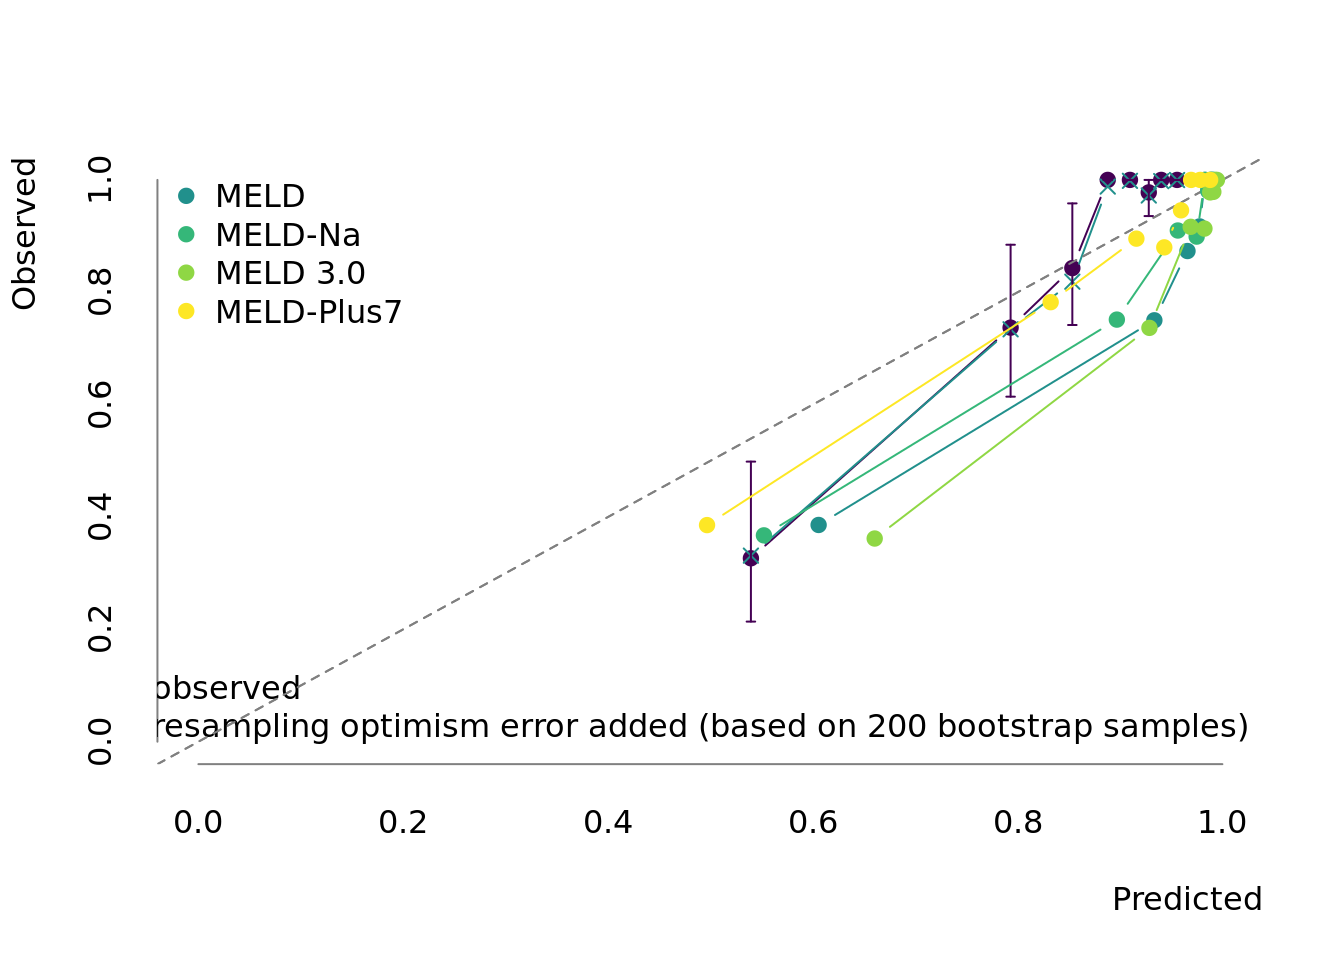 Observed
1.0
0.8
0.6
0.4
0.2
0.0
MELD
MELD-Na
MELD 3.0
MELD-Plus7
observed
resampling optimism error added (based on 200 bootstrap samples)
0.0 0.2 0.4 0.6 0.8 1.0
Predicted